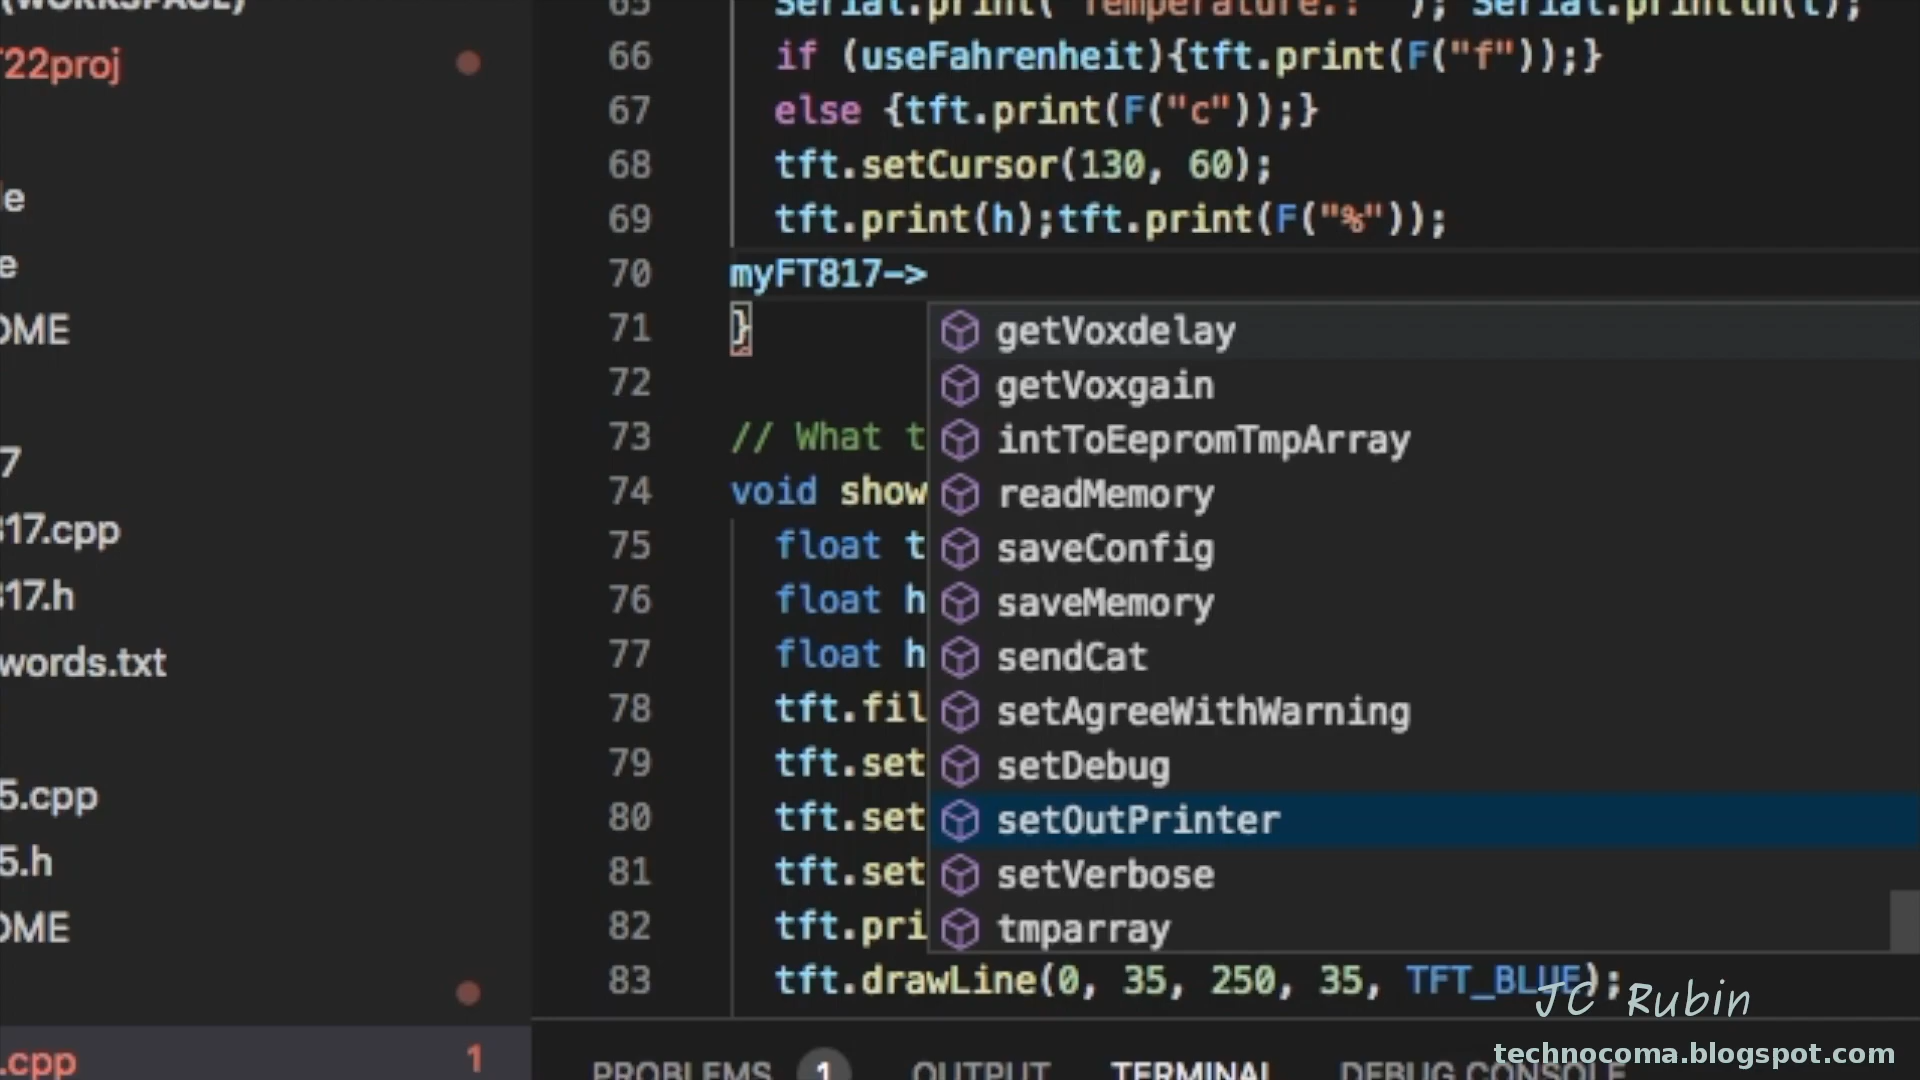 (WORKSPACE)
T22proj
le
e
OME
7
817.cpp
817.h
words.txt
5.cpp
5.h
OME
.cpp 1
65 Serial.print( "Temperature.: " ); Serial.println(t);
66 if (useFahrenheit){tft.print(F("f"));}
67 else {tft.print(F("c"));}
68 tft.setCursor(130, 60);
69 tft.print(h);tft.print(F("%"));
70 myFT817->
71 }
72
73 // What t
74 void show
75 float t
76 float h
77 float h
78 tft.fil
79 tft.set
80 tft.set
81 tft.set
82 tft.pri
83 tft.drawLine(0, 35, 250, 35, TFT_BLUE);
getVoxdelay
getVoxgain
intToEepromTmpArray
readMemory
saveConfig
saveMemory
sendCat
setAgreeWithWarning
setDebug
setOutPrinter
setVerbose
tmparray
PROBLEMS 1 OUTPUT TERMINAL DEBUG CONSOLE
JC Rubin
technocoma.blogspot.com